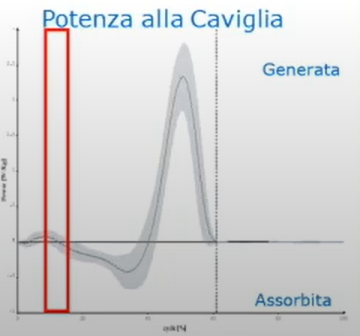 Potenza alla Caviglia
Generata
Assorbita